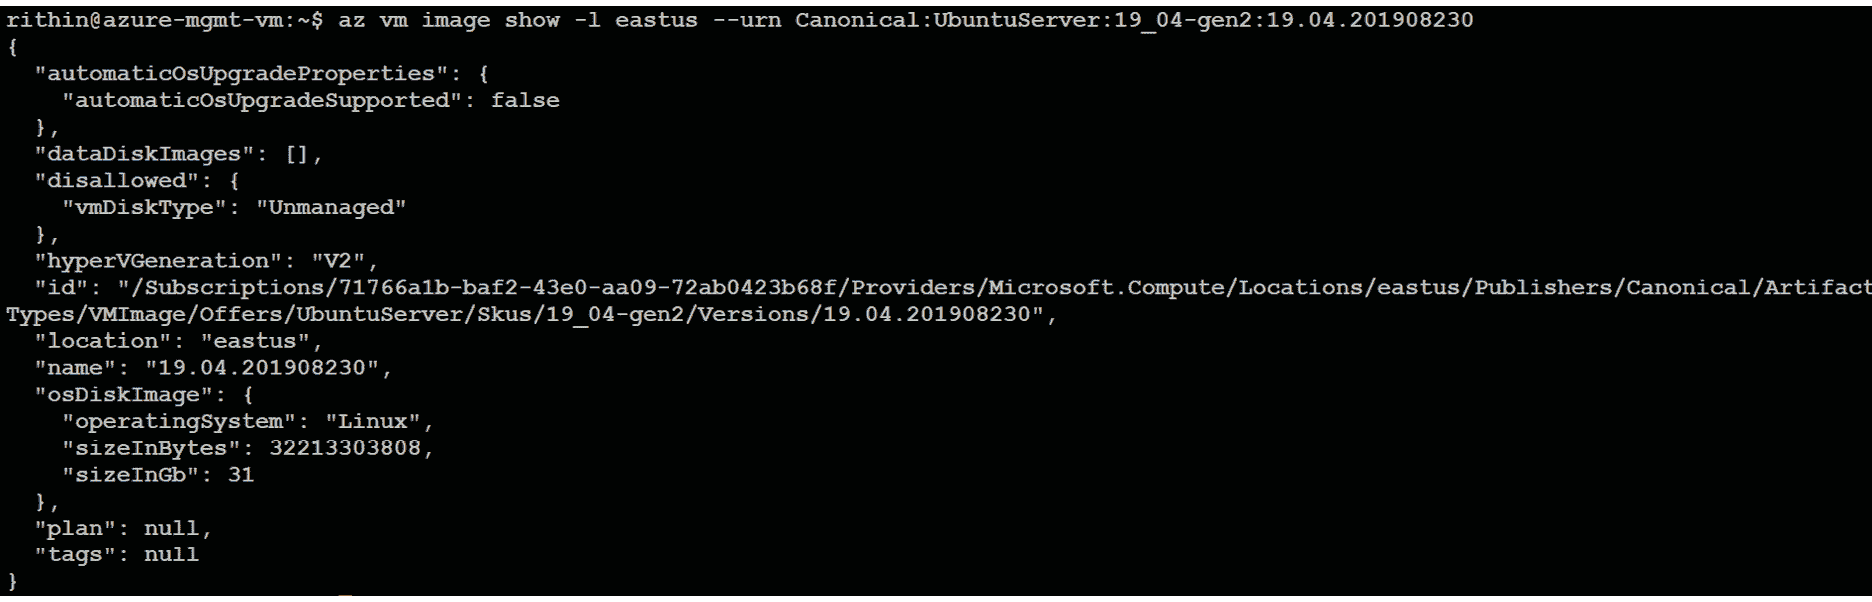 rithin@azure-mgmt-vm:~$ az vm image show -l eastus --urn Canonical:UbuntuServer:19_04-gen2:19.04.201908230
{
  "automaticOsUpgradeProperties": {
    "automaticOsUpgradeSupported": false
  },
  "dataDiskImages": [],
  "disallowed": {
    "vmDiskType": "Unmanaged"
  },
  "hyperVGeneration": "V2",
  "id": "/Subscriptions/71766a1b-baf2-43e0-aa09-72ab0423b68f/Providers/Microsoft.Compute/Locations/eastus/Publishers/Canonical/Artifact
Types/VMImage/Offers/UbuntuServer/Skus/19_04-gen2/Versions/19.04.201908230",
  "location": "eastus",
  "name": "19.04.201908230",
  "osDiskImage": {
    "operatingSystem": "Linux",
    "sizeInBytes": 32213303808,
    "sizeInGb": 31
  },
  "plan": null,
  "tags": null
}